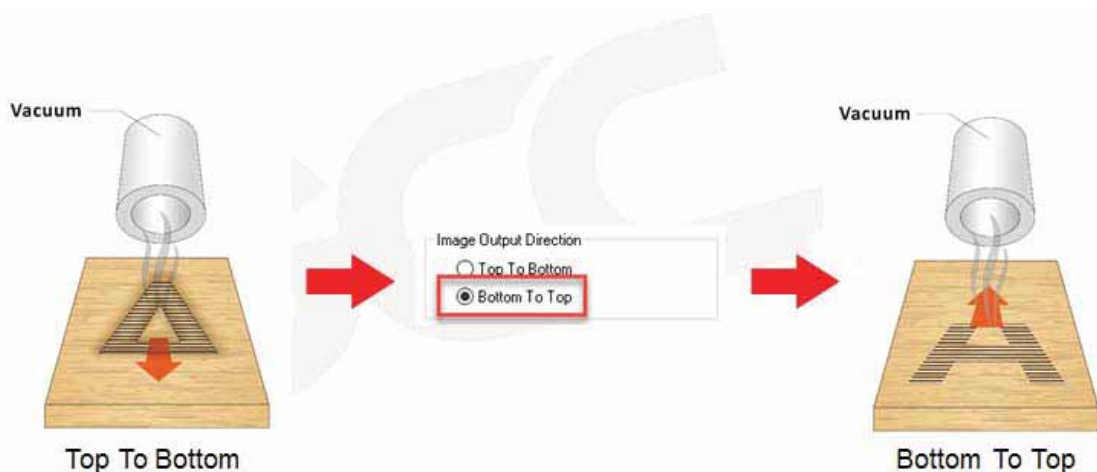 Vacuum
Top To Bottom
Image Output Direction
Top To Bottom
Bottom To Top
Vacuum
A
Bottom To Top